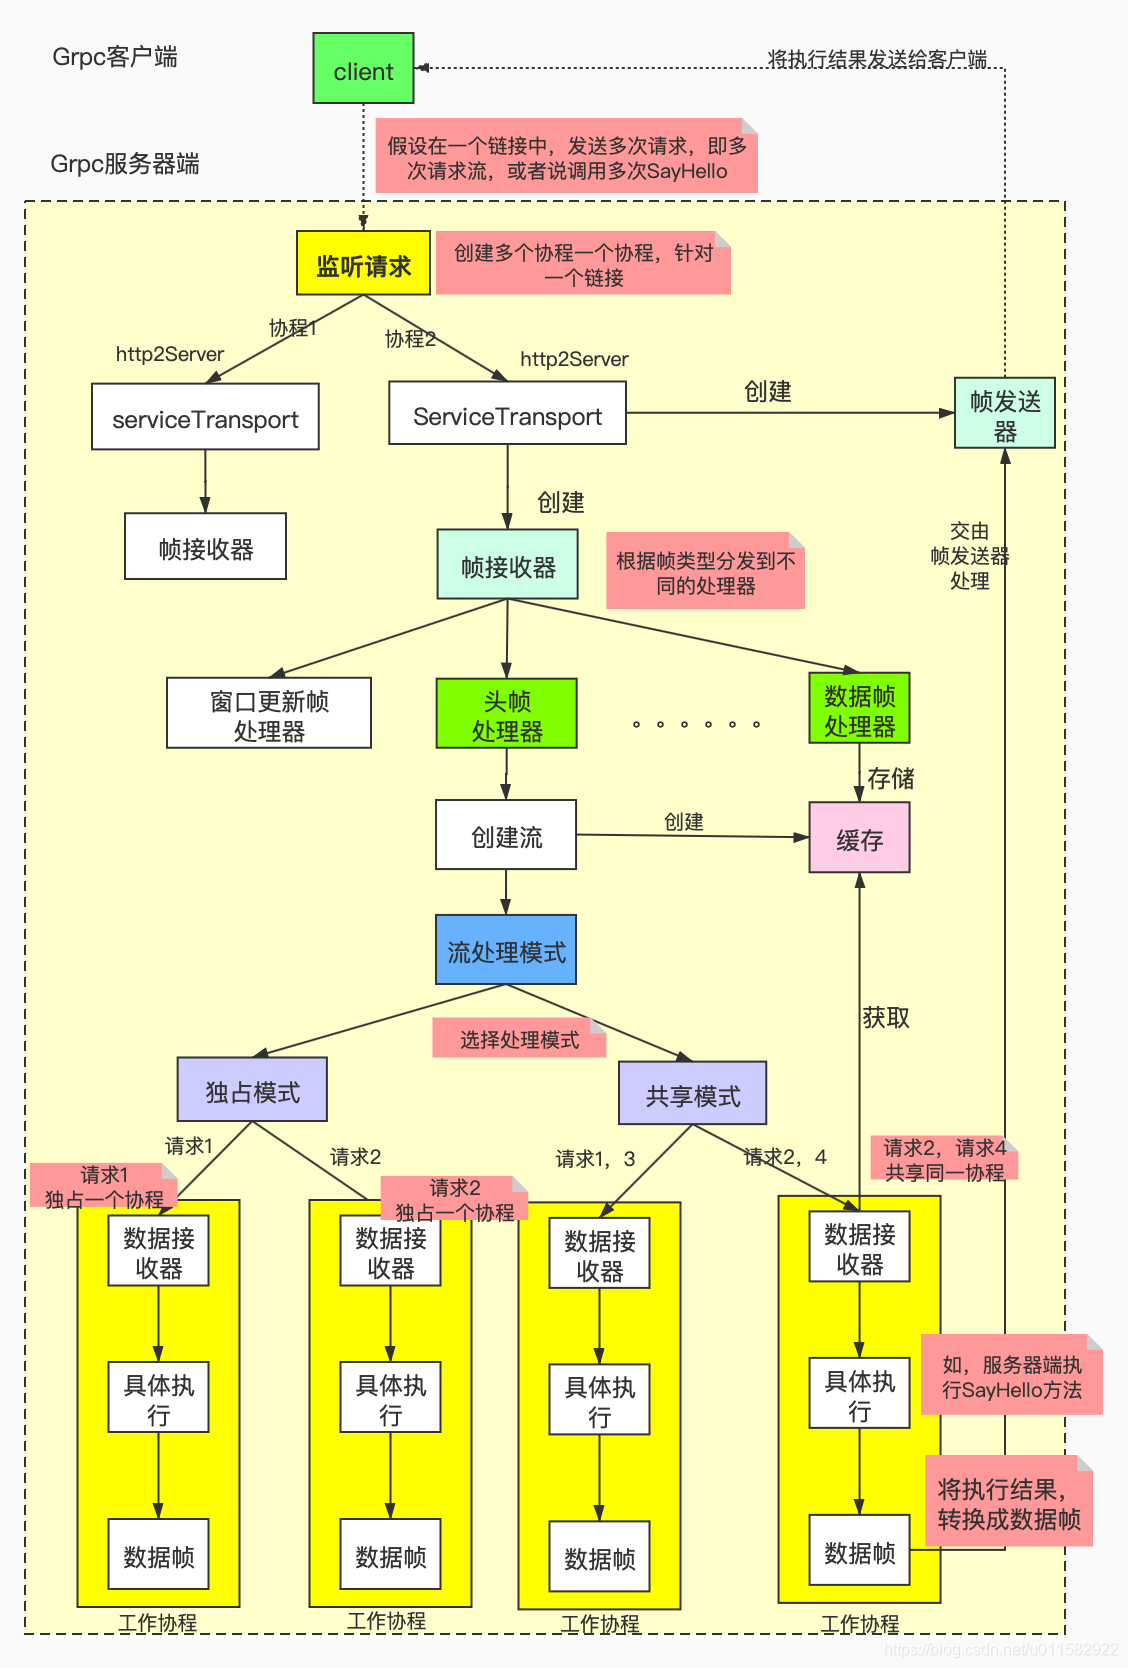 Grpc客户端
client
将执行结果发送给客户端
假设在一个链接中，发送多次请求，即多
次请求流，或者说调用多次SayHello
Grpc服务器端
监听请求
创建多个协程一个协程，针对
一个链接
协程1
协程2
http2Server
http2Server
serviceTransport
ServiceTransport
创建
帧发送
器
创建
帧接收器
帧接收器
根据帧类型分发到不
同的处理器
交由
帧发送器
处理
窗口更新帧
处理器
头帧
处理器
。。。。。。
数据帧
处理器
存储
创建流
创建
缓存
流处理模式
获取
选择处理模式
独占模式
共享模式
请求1
请求2
请求1，3
请求2，4
请求2，请求4
共享同一协程
请求1
独占一个协程
请求2
独占一个协程
数据接
收器
数据接
收器
数据接
收器
数据接
收器
具体执
行
具体执
行
具体执
行
具体执
行
如，服务器端执
行SayHello方法
将执行结果，
转换成数据帧
数据帧
数据帧
数据帧
数据帧
工作协程
工作协程
工作协程
工作协程
https://blog.csdn.net/u011582922